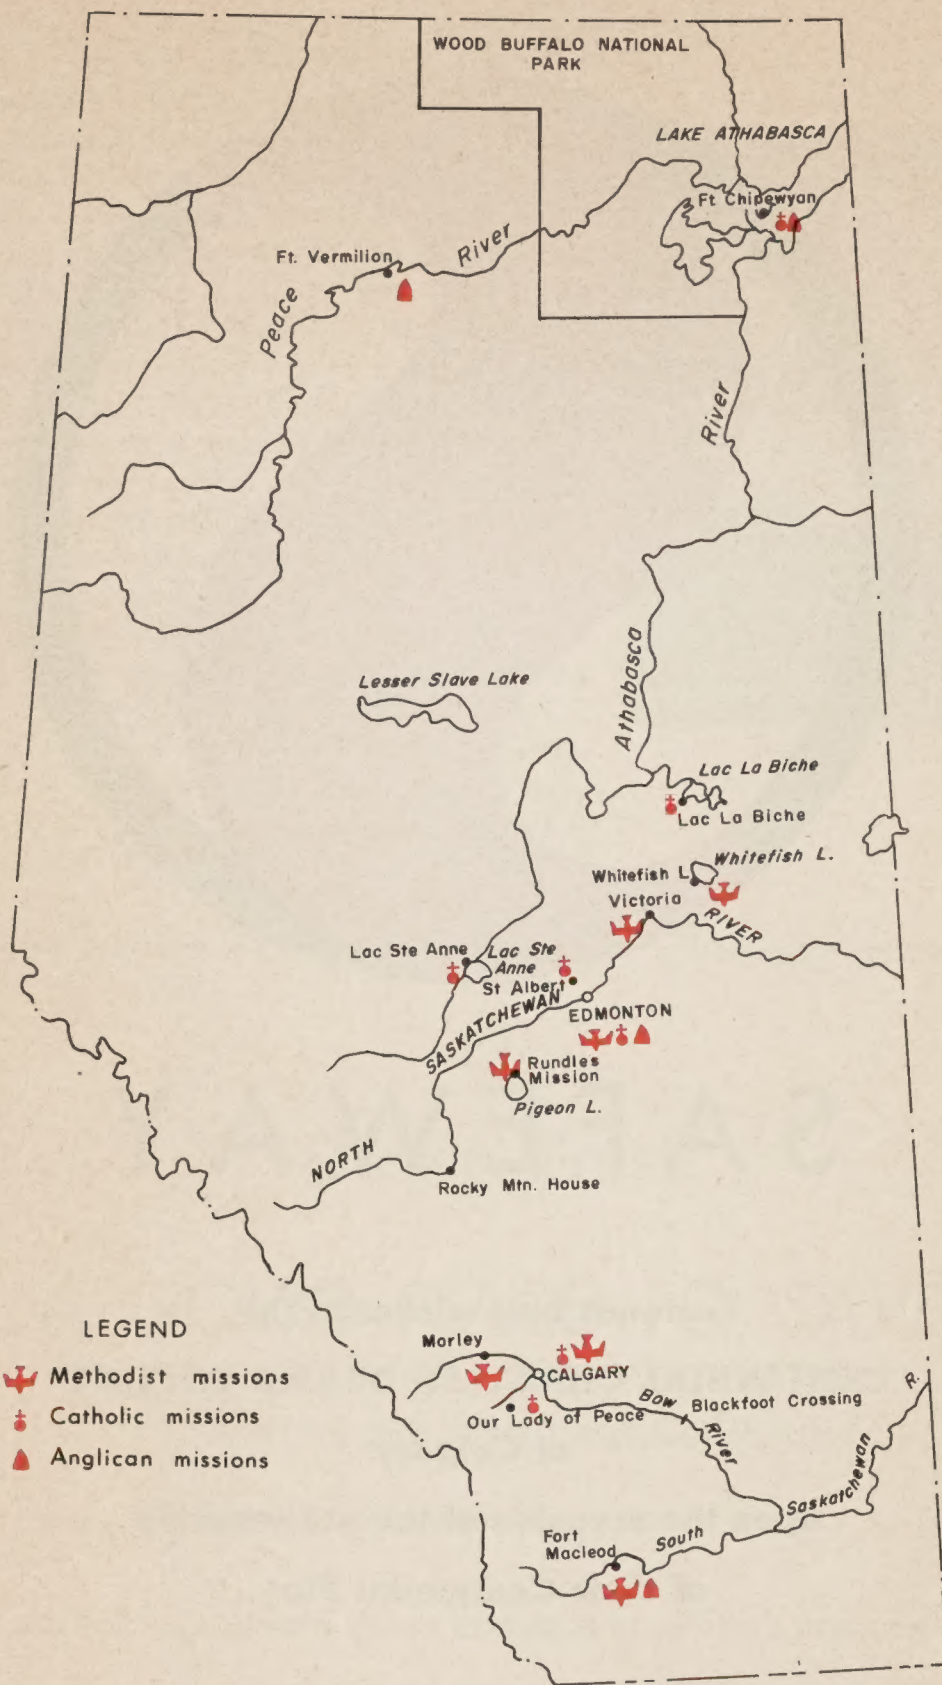 WOOD BUFFALO NATIONAL
PARK
LAKE ATHABASCA
Ft Chipewyan
Ft. Vermilion
River
Peace
River
Athabasca
Lesser Slave Lake
Lac La Biche
Lac La Biche
Whitefish L.
Whitefish L
Victoria
RIVER
Lac Ste Anne
Lac Ste
Anne
St Albert
SASKATCHEWAN
EDMONTON
Rundles
Mission
Pigeon L.
NORTH
Rocky Mtn. House
LEGEND
Methodist missions
Catholic missions
Anglican missions
Morley
CALGARY
Our Lady of Peace
Bow
River
Blackfoot Crossing
Fort
Macleod
South
Saskatchewan
R.